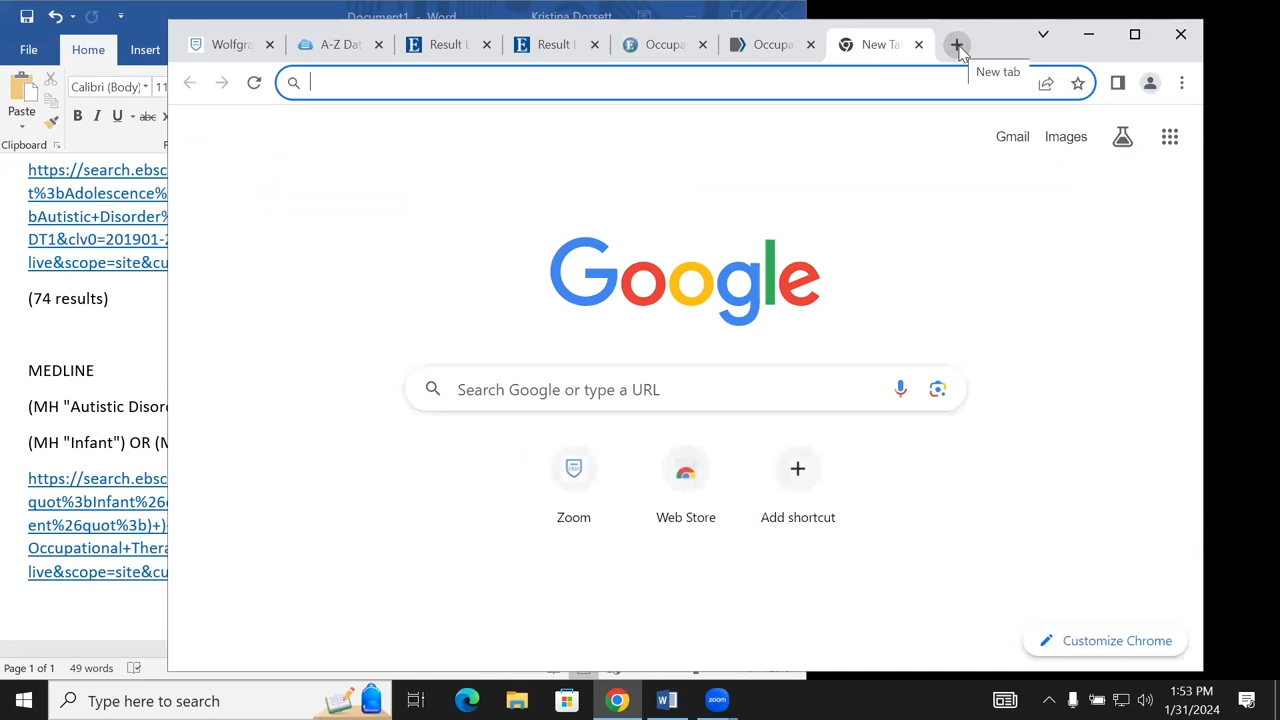 Document1 - Word
Kristina Dorsett
File
Home
Insert
Paste
Calibri (Body)
11
B I U abc
Clipboard
https://search.ebsc
t%3bAdolescence%
bAutistic+Disorder%
DT1&clv0=201901-2
live&scope=site&cu
(74 results)
MEDLINE
(MH "Autistic Disor
(MH "Infant") OR (M
https://search.ebsc
quot%3bInfant%26
ent%26quot%3b)+)
Occupational+Thera
live&scope=site&cu
Page 1 of 1
49 words
Wolfgra
A-Z Dat
Result L
Result L
Occupa
Occupa
New Ta
New tab
Gmail
Images
Google
Search Google or type a URL
Zoom
Web Store
Add shortcut
Customize Chrome
Type here to search
zoom
1:53 PM
1/31/2024